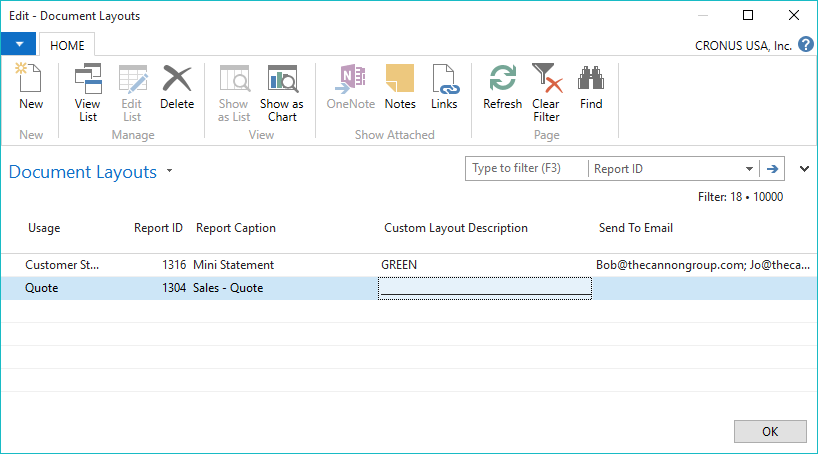 Edit - Document Layouts
HOME
CRONUS USA, Inc.
New
View List
Edit List
Delete
Show as List
Show as Chart
OneNote
Notes
Links
Refresh
Clear Filter
Find
New
Manage
View
Show Attached
Page
Document Layouts
Type to filter (F3)
Report ID
Filter: 18 • 10000
Usage Report ID Report Caption Custom Layout Description Send To Email
Customer St... 1316 Mini Statement GREEN Bob@thecannongroup.com; Jo@theca...
Quote 1304 Sales - Quote
OK